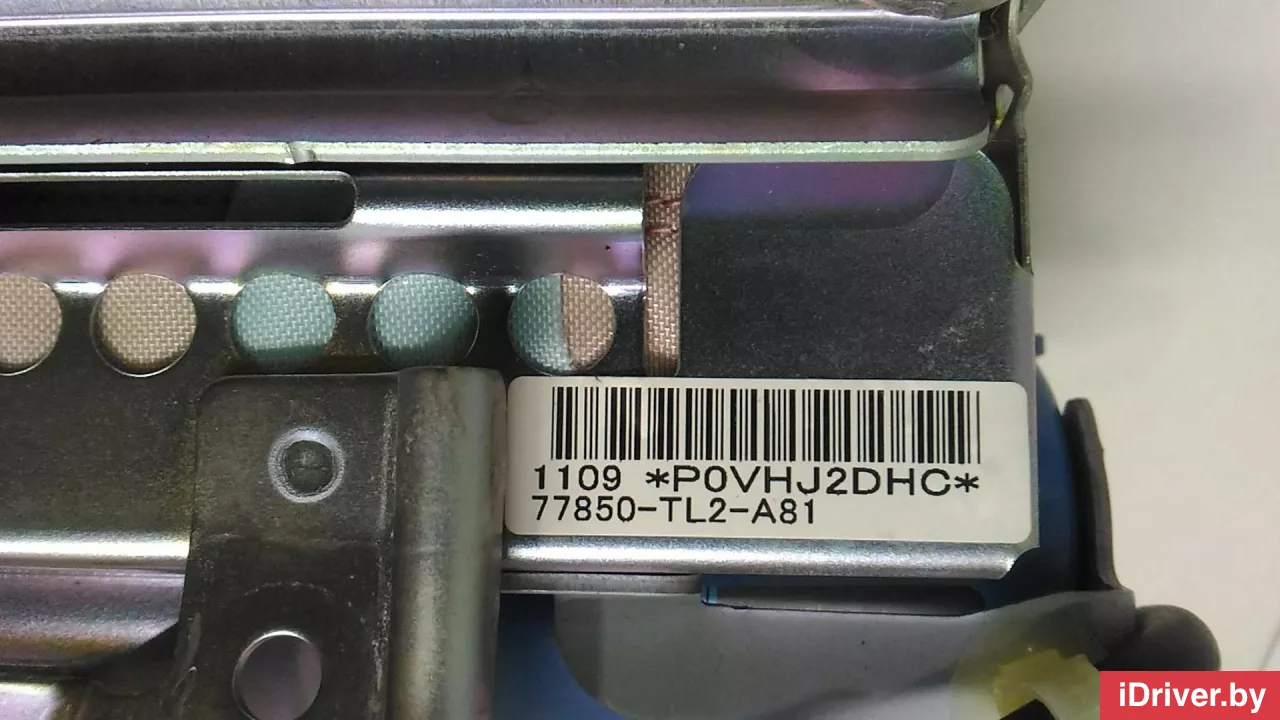 1109 *P0VHJ2DHC*
77850-TL2-A81
iDriver.by